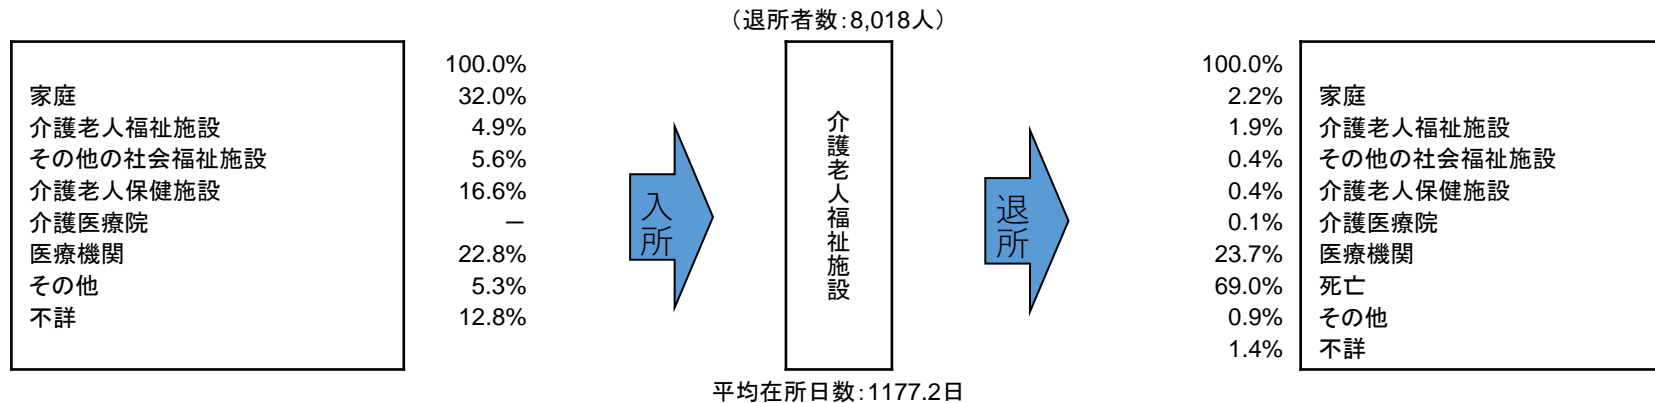 （退所者数：8,018人）
100.0%
家庭 32.0%
介護老人福祉施設 4.9%
その他の社会福祉施設 5.6%
介護老人保健施設 16.6%
介護医療院 －
医療機関 22.8%
その他 5.3%
不詳 12.8%
入所
介護老人福祉施設
退所
100.0%
2.2% 家庭
1.9% 介護老人福祉施設
0.4% その他の社会福祉施設
0.4% 介護老人保健施設
0.1% 介護医療院
23.7% 医療機関
69.0% 死亡
0.9% その他
1.4% 不詳
平均在所日数：1177.2日